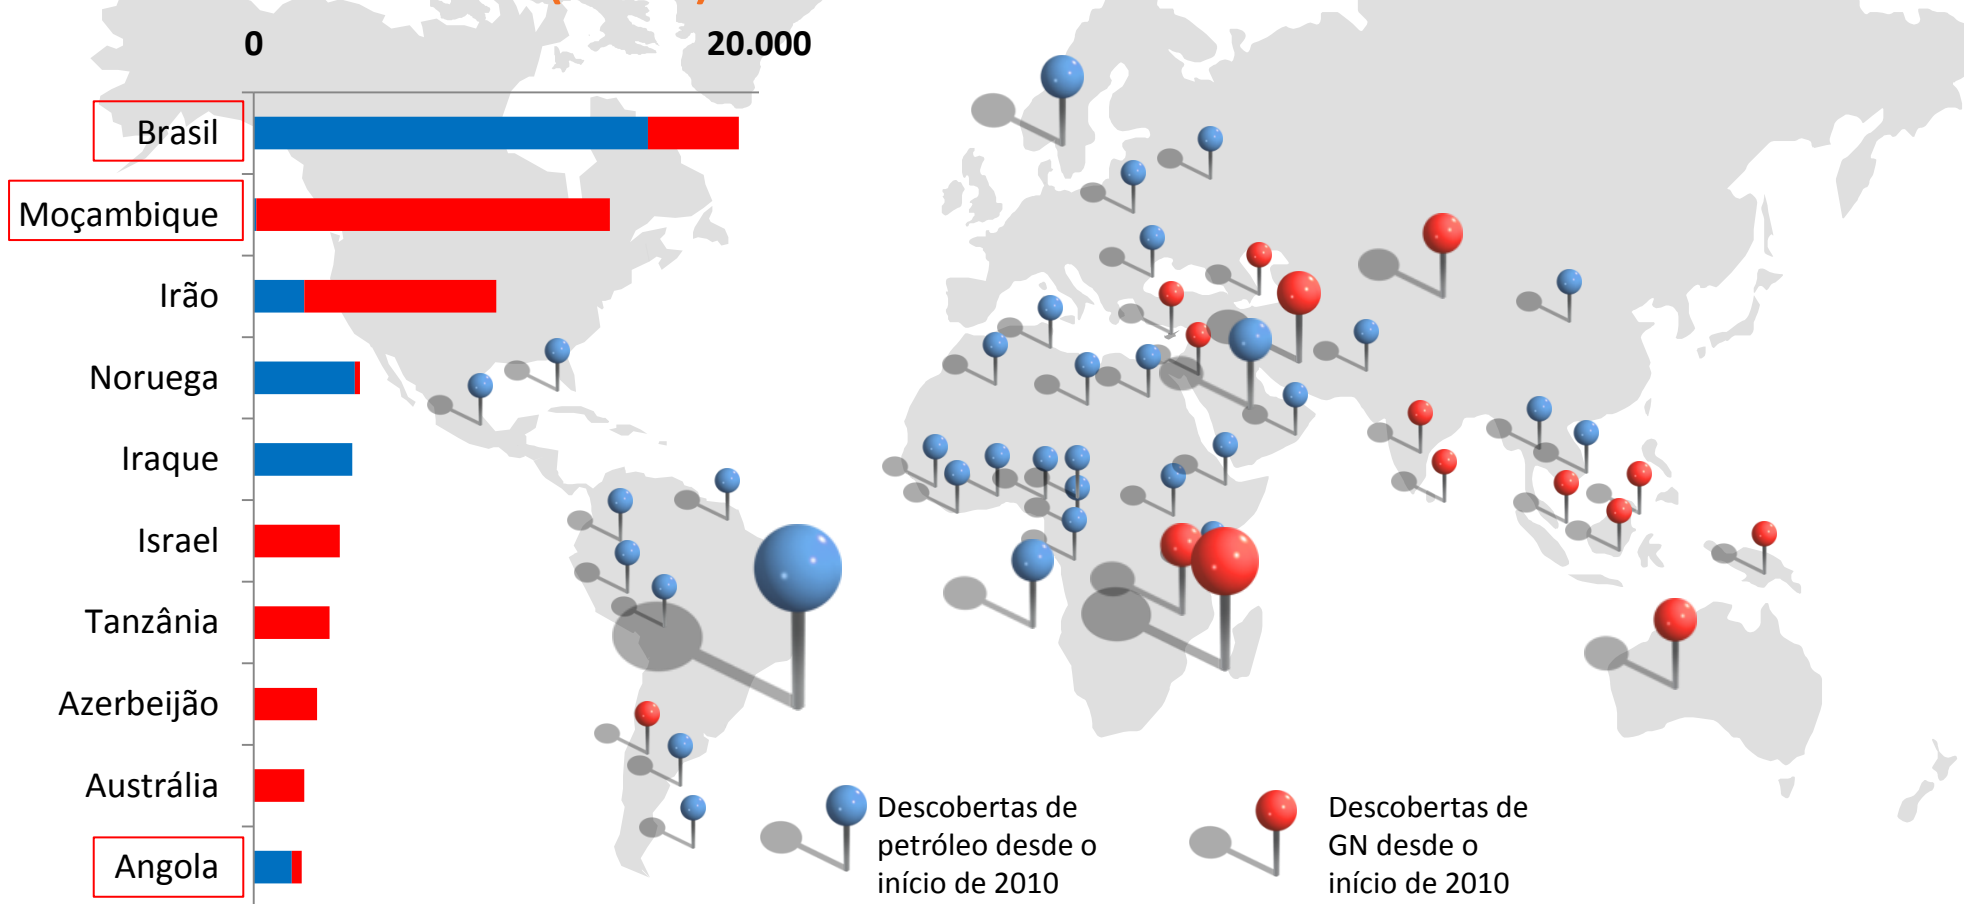 0
20.000
Brasil
Moçambique
Irão
Noruega
Iraque
Israel
Tanzânia
Azerbeijão
Austrália
Angola
Descobertas de
petróleo desde o
início de 2010
Descobertas de
GN desde o
início de 2010